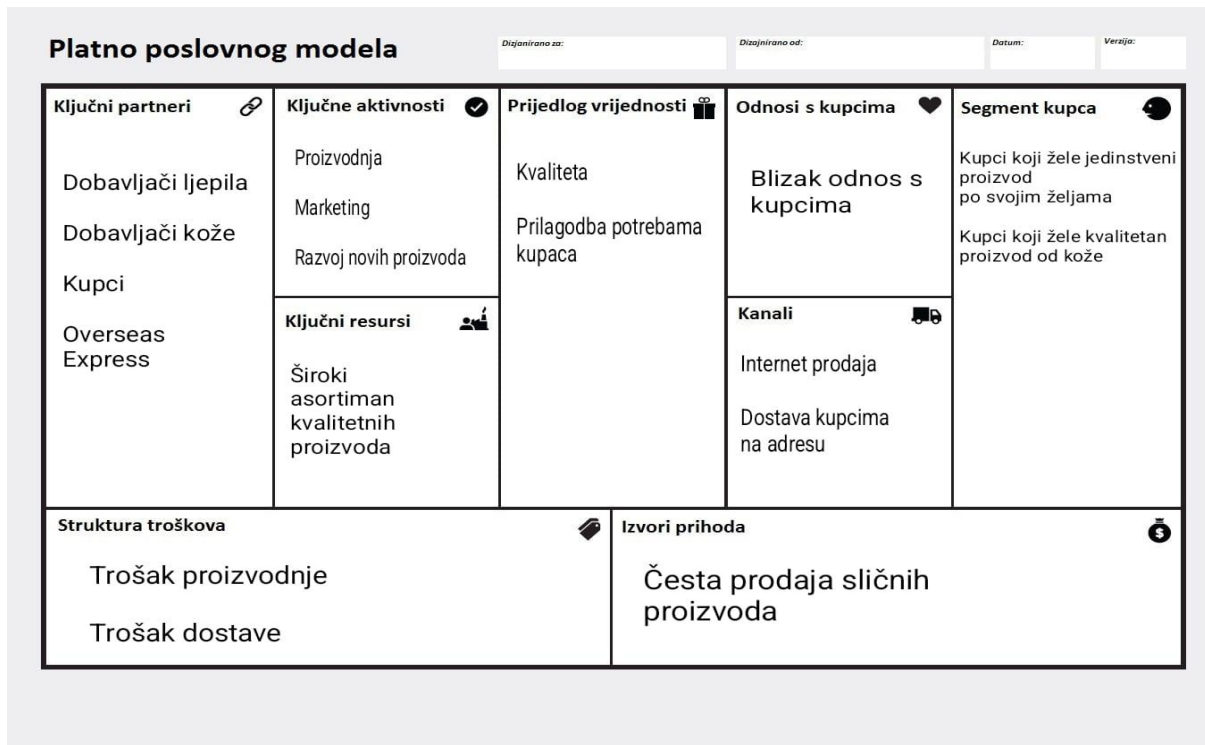 Platno poslovnog modela
Dizjanirano za:
Dizajnirano od:
Datum:
Verzija:
Ključni partneri
Dobavljači ljepila
Dobavljači kože
Kupci
Overseas
Express
Ključne aktivnosti
Proizvodnja
Marketing
Razvoj novih proizvoda
Ključni resursi
Široki
asortiman
kvalitetnih
proizvoda
Prijedlog vrijednosti
Kvaliteta
Prilagodba potrebama
kupaca
Odnosi s kupcima
Blizak odnos s
kupcima
Kanali
Internet prodaja
Dostava kupcima
na adresu
Segment kupca
Kupci koji žele jedinstveni
proizvod
po svojim željama
Kupci koji žele kvalitetan
proizvod od kože
Struktura troškova
Trošak proizvodnje
Trošak dostave
Izvori prihoda
$
Česta prodaja sličnih
proizvoda